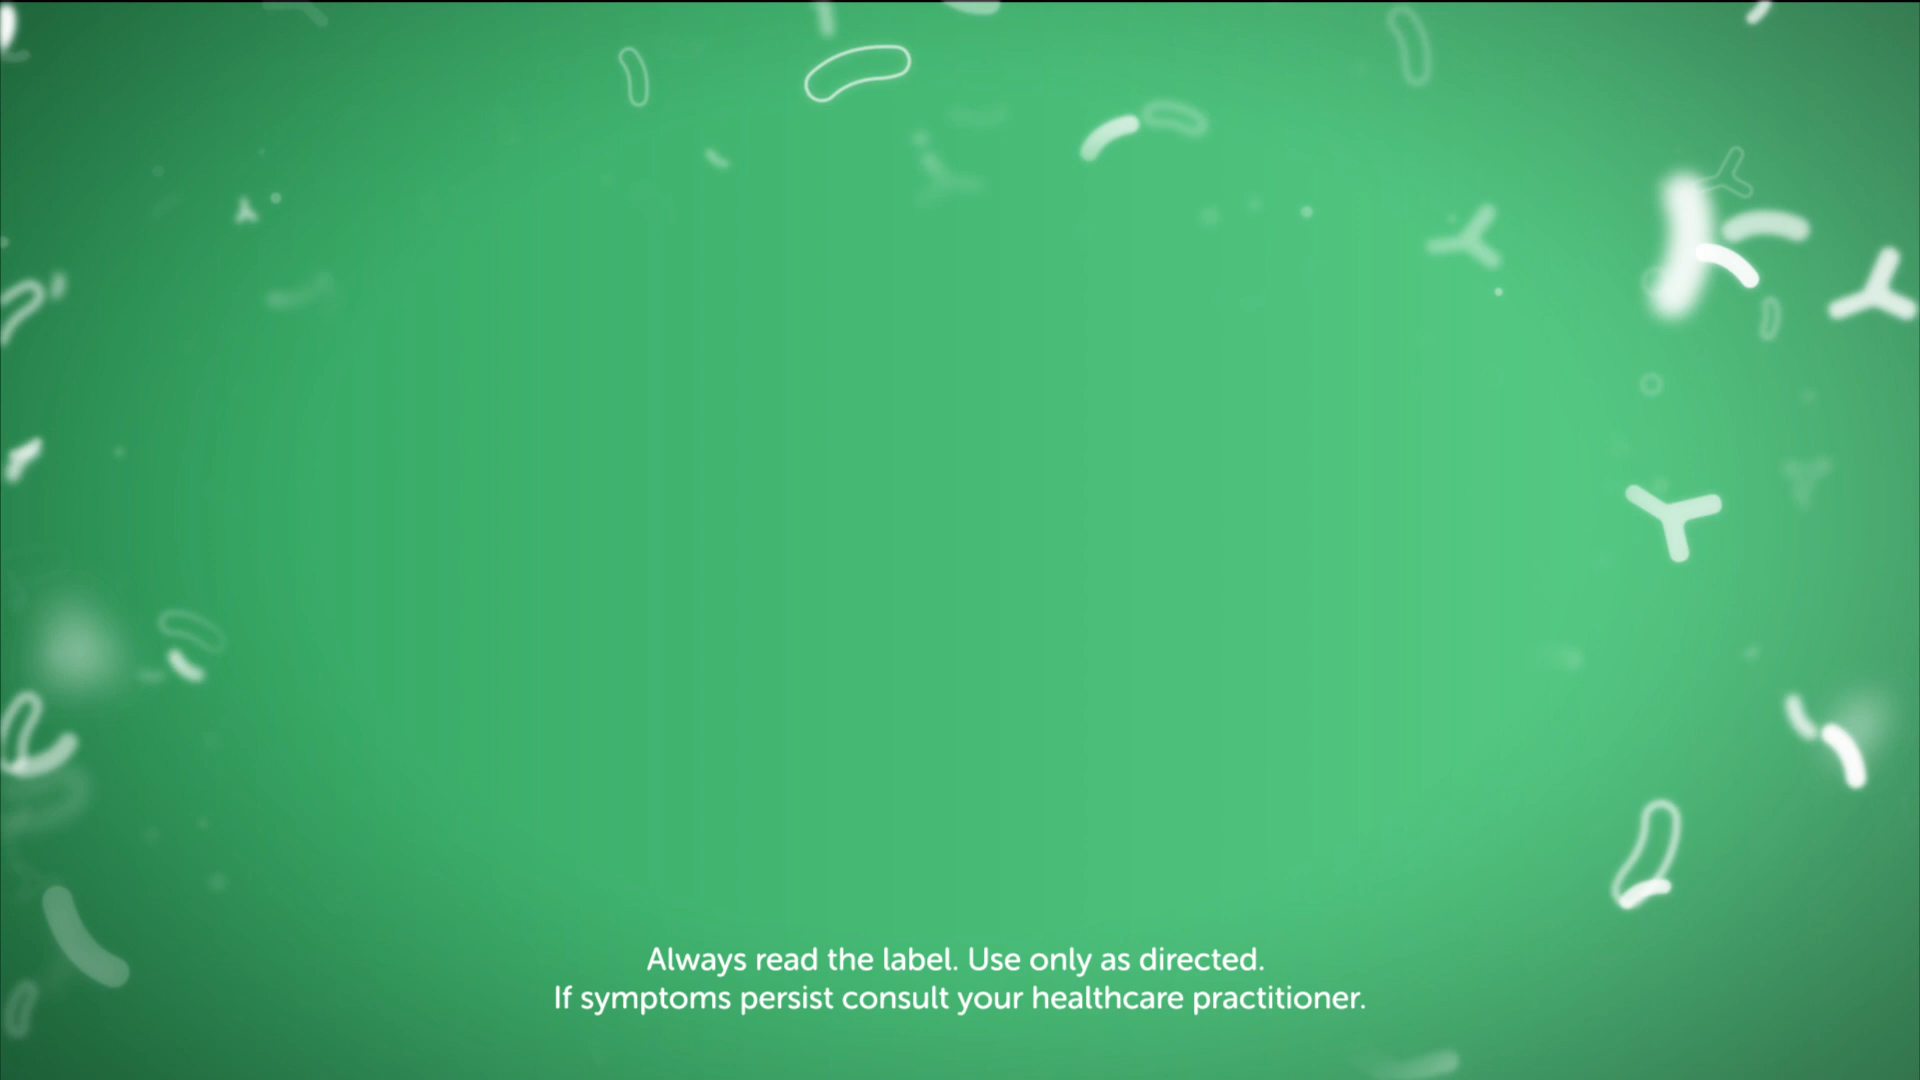 Always read the label. Use only as directed.
If symptoms persist consult your healthcare practitioner.